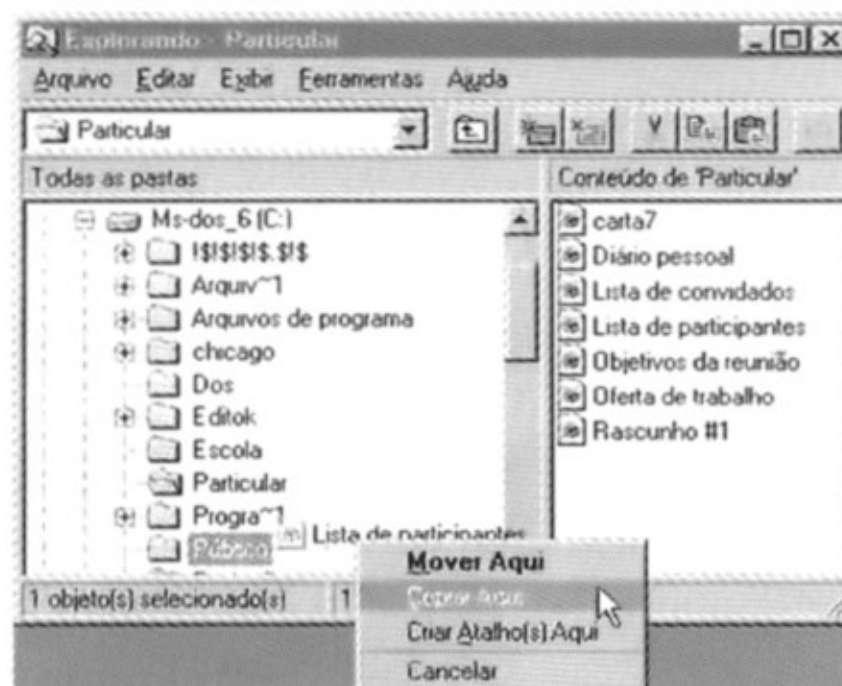 Explorando - Particular
Arquivo Editar Exibir Ferramentas Ajuda
Particular
Todas as pastas
Conteúdo de 'Particular'
Ms-dos_6 (C:)
!$!$!$!$.$!$
Arquiv~1
Arquivos de programa
chicago
Dos
Editok
Escola
Particular
Progra~1
Lista de participantes
carta7
Diário pessoal
Lista de convidados
Lista de participantes
Objetivos da reunião
Oferta de trabalho
Rascunho #1
Mover Aqui
Copiar Aqui
Criar Atalho(s) Aqui
Cancelar
1 objeto(s) selecionado(s)
1